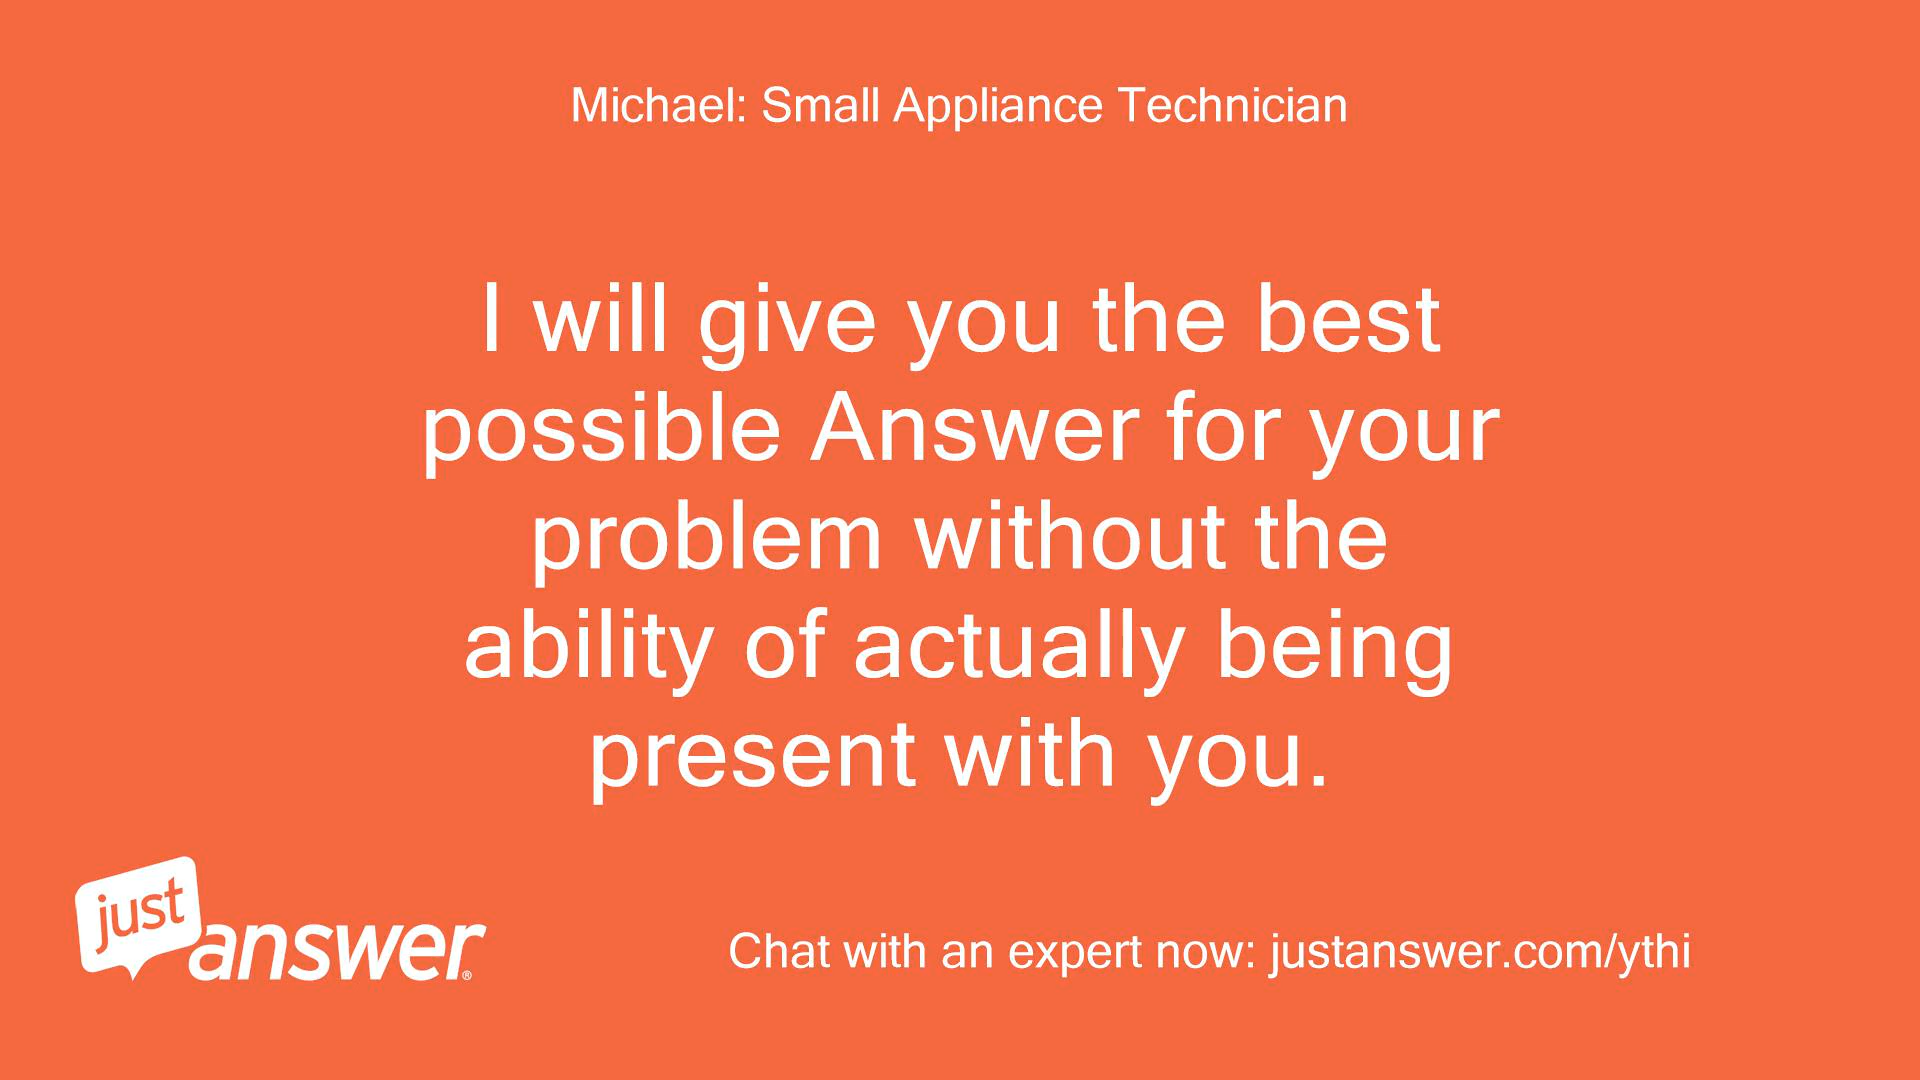 Michael: Small Appliance Technician
I will give you the best
possible Answer for your
problem without the
ability of actually being
present with you.
just
answer®
Chat with an expert now: justanswer.com/ythi